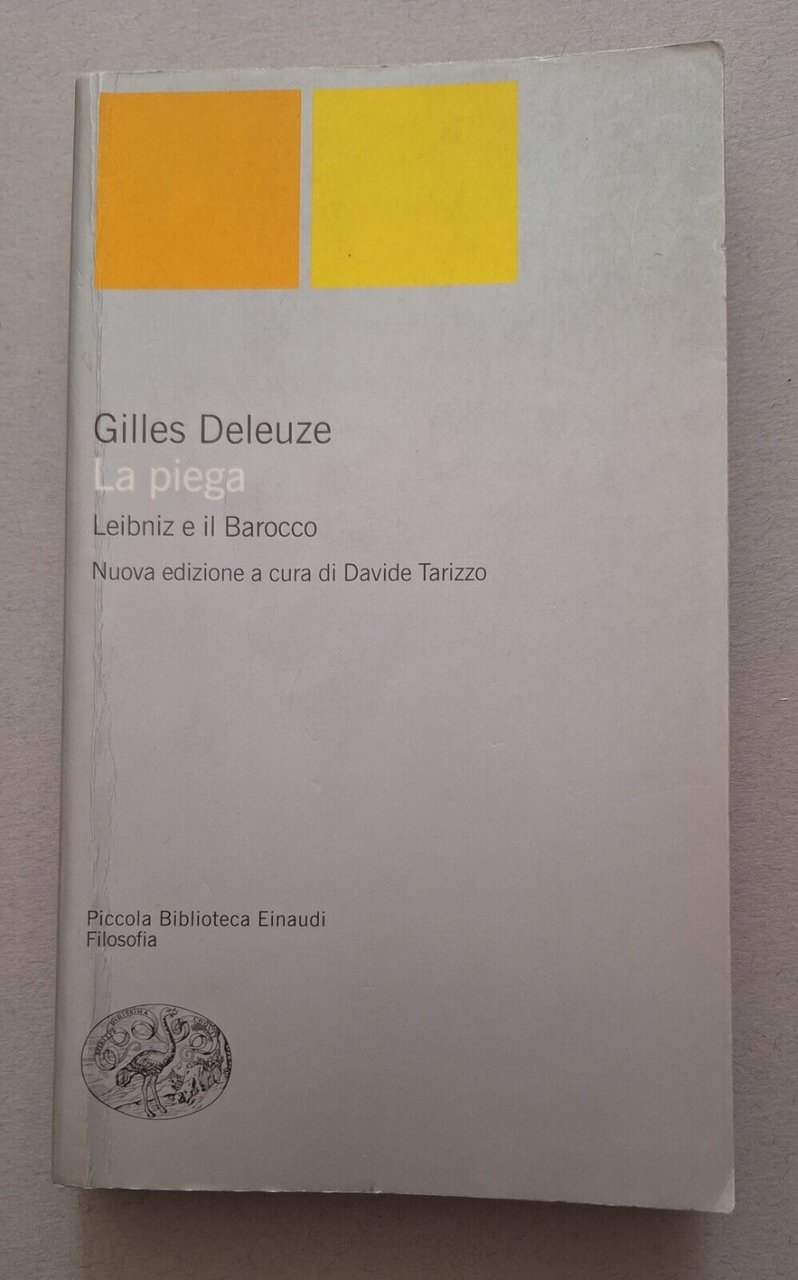 Gilles Deleuze
La piega
Leibniz e il Barocco
Nuova edizione a cura di Davide Tarizzo
Piccola Biblioteca Einaudi
Filosofia